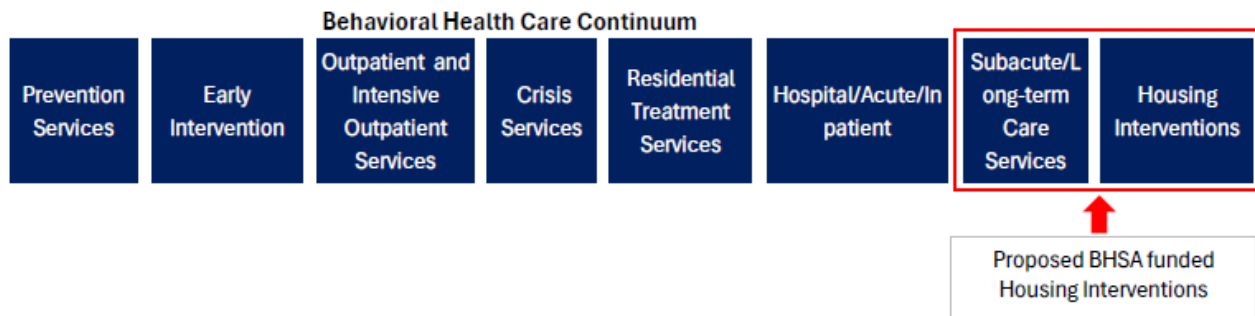 Behavioral Health Care Continuum
Prevention
Services
Early
Intervention
Outpatient and
Intensive
Outpatient
Services
Crisis
Services
Residential
Treatment
Services
Hospital/Acute/In
patient
Subacute/L
ong-term
Care
Services
Housing
Interventions
Proposed BHSA funded
Housing Interventions